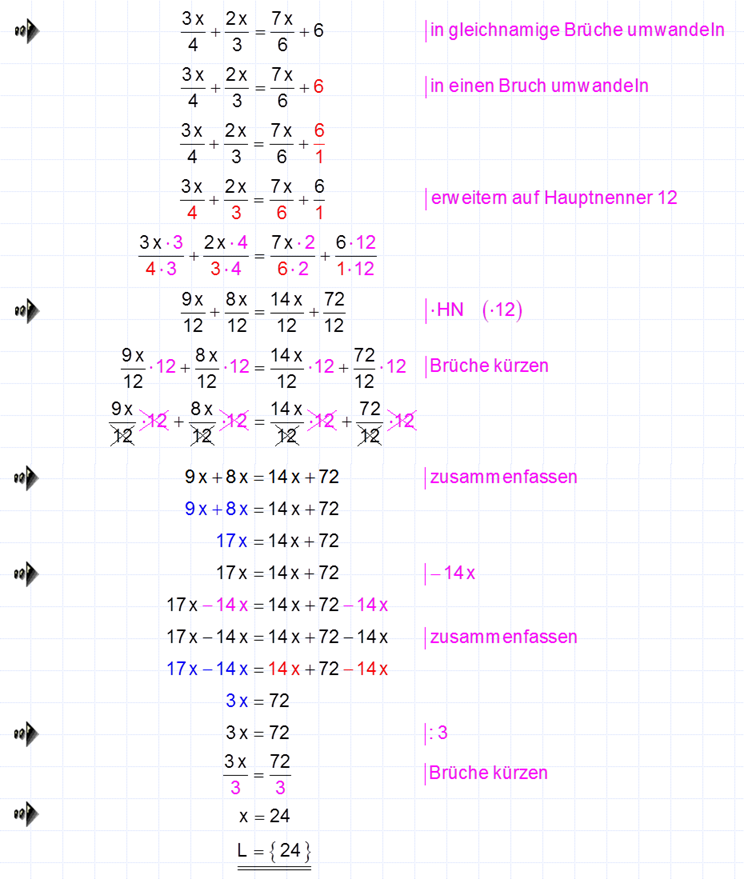 3x/4 + 2x/3 = 7x/6 + 6 |in gleichnamige Brüche umwandeln
3x/4 + 2x/3 = 7x/6 + 6 |in einen Bruch umwandeln
3x/4 + 2x/3 = 7x/6 + 6/1
3x/4 + 2x/3 = 7x/6 + 6/1 |erweitern auf Hauptnenner 12
3x·3/4·3 + 2x·4/3·4 = 7x·2/6·2 + 6·12/1·12
9x/12 + 8x/12 = 14x/12 + 72/12 |·HN (·12)
9x/12 ·12 + 8x/12 ·12 = 14x/12 ·12 + 72/12 ·12 |Brüche kürzen
9x/12 ·12 + 8x/12 ·12 = 14x/12 ·12 + 72/12 ·12
9x + 8x = 14x + 72 |zusammenfassen
9x + 8x = 14x + 72
17x = 14x + 72
17x = 14x + 72 |– 14x
17x – 14x = 14x + 72 – 14x
17x – 14x = 14x + 72 – 14x |zusammenfassen
17x – 14x = 14x + 72 – 14x
3x = 72
3x = 72 |: 3
3x/3 = 72/3 |Brüche kürzen
x = 24
L = {24}